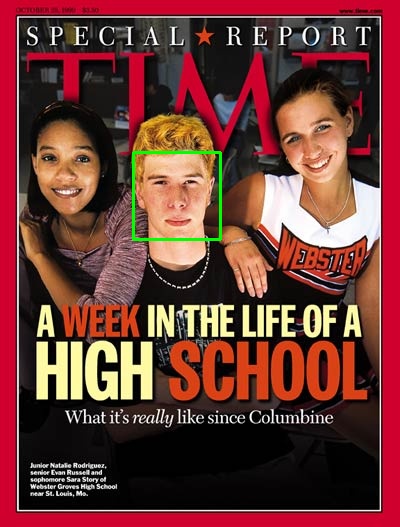 OCTOBER 25, 1999 $3.50
www.time.com
SPECIAL ★ REPORT
TIME
WEBSTER
A WEEK IN THE LIFE OF A
HIGH SCHOOL
What it's really like since Columbine
Junior Natalie Rodriguez,
senior Evan Russell and
sophomore Sara Story of
Webster Groves High School
near St. Louis, Mo.